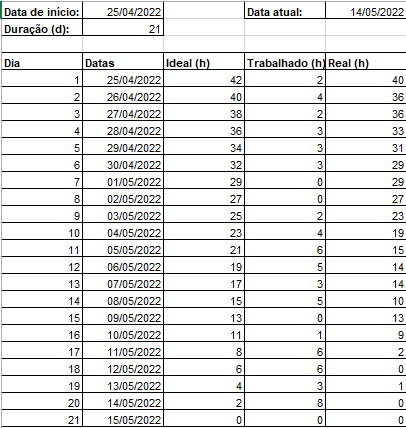 Data de início: 25/04/2022 Data atual: 14/05/2022
Duração (d): 21
Dia Datas Ideal (h) Trabalhado (h) Real (h)
1 25/04/2022 42 2 40
2 26/04/2022 40 4 36
3 27/04/2022 38 2 36
4 28/04/2022 36 3 33
5 29/04/2022 34 3 31
6 30/04/2022 32 3 29
7 01/05/2022 29 0 29
8 02/05/2022 27 0 27
9 03/05/2022 25 2 23
10 04/05/2022 23 4 19
11 05/05/2022 21 6 15
12 06/05/2022 19 5 14
13 07/05/2022 17 3 14
14 08/05/2022 15 5 10
15 09/05/2022 13 0 13
16 10/05/2022 11 1 9
17 11/05/2022 8 6 2
18 12/05/2022 6 6 0
19 13/05/2022 4 3 1
20 14/05/2022 2 8 0
21 15/05/2022 0 0 0